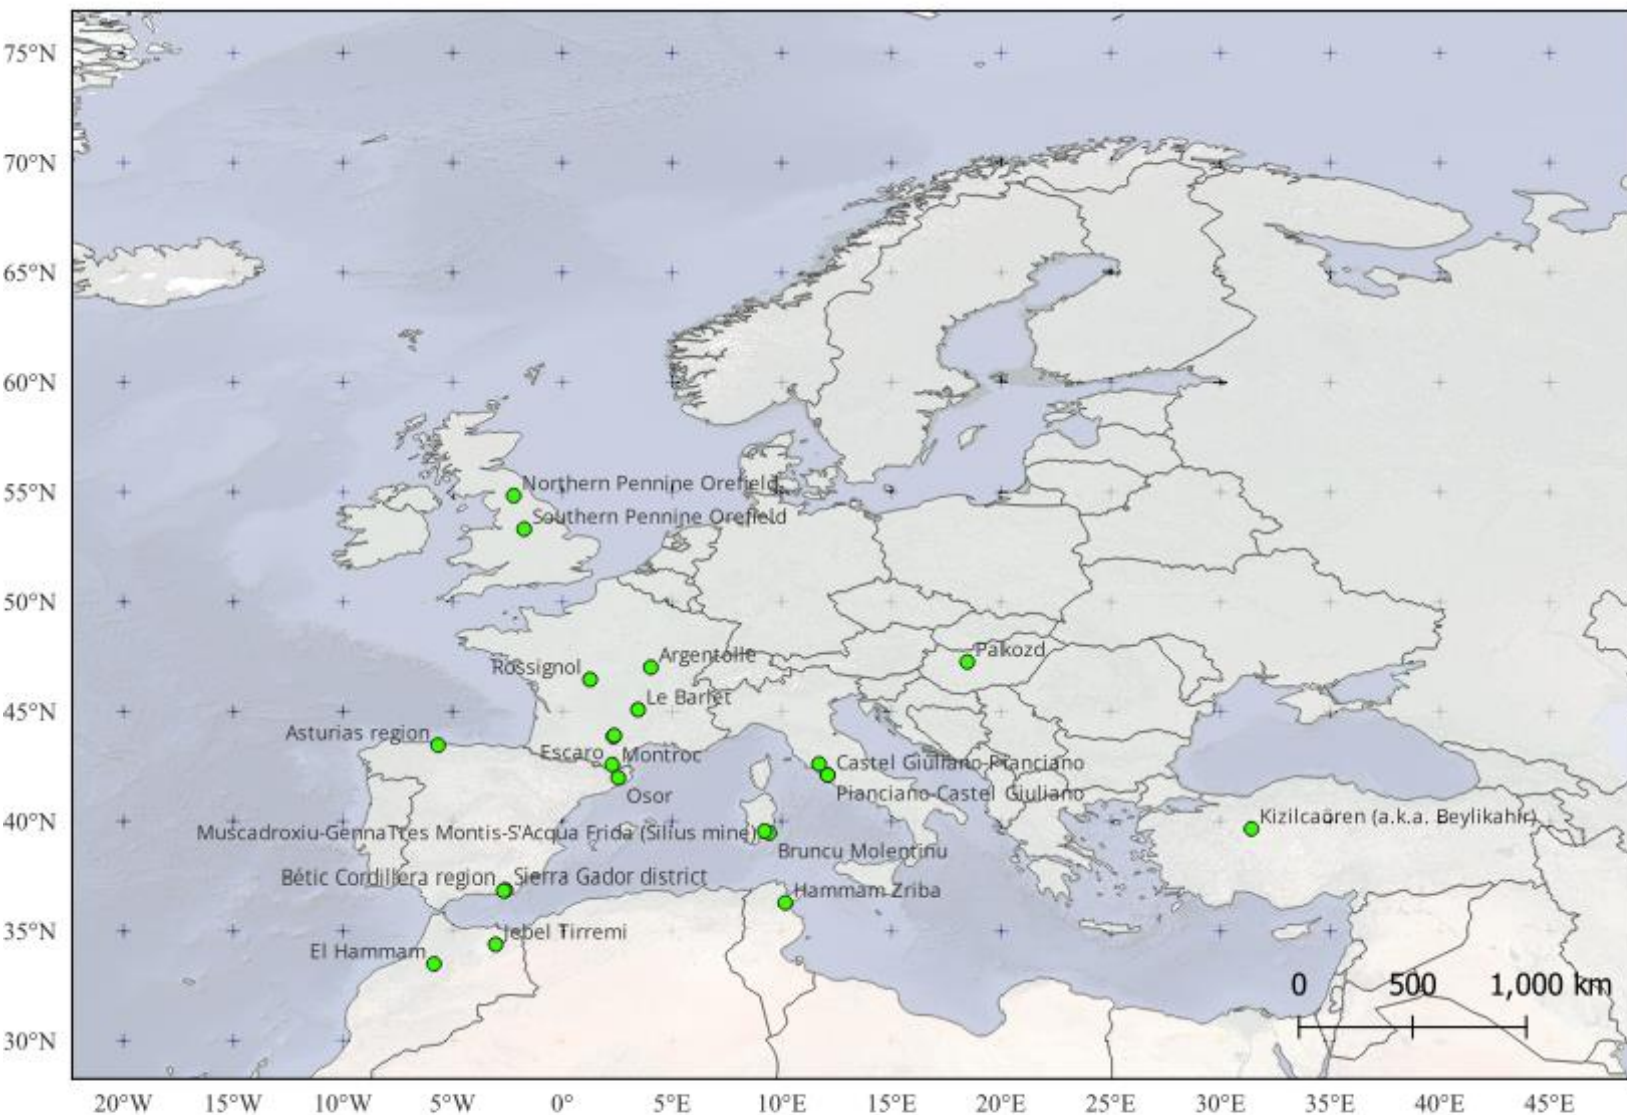 75°N
70°N
65°N
60°N
55°N
Northern Pennine Orefield
Southern Pennine Orefield
50°N
Pakozd
Argentolle
Rossignol
Le Barlet
45°N
Asturias region
Escaro
Montroc
Castel Giuliano-Pianciano
Pianciano-Castel Giuliano
Osor
Kizilcaören (a.k.a. Beylikahir)
40°N
Muscadroxiu-GennaTres Montis-S'Acqua Frida (Silius mine)
Bruncu Molentinu
Bétic Cordillera region
Sierra Gador district
Hammam Zriba
35°N
Jebel Tirremi
El Hammam
0 500 1,000 km
30°N
20°W 15°W 10°W 5°W 0° 5°E 10°E 15°E 20°E 25°E 30°E 35°E 40°E 45°E